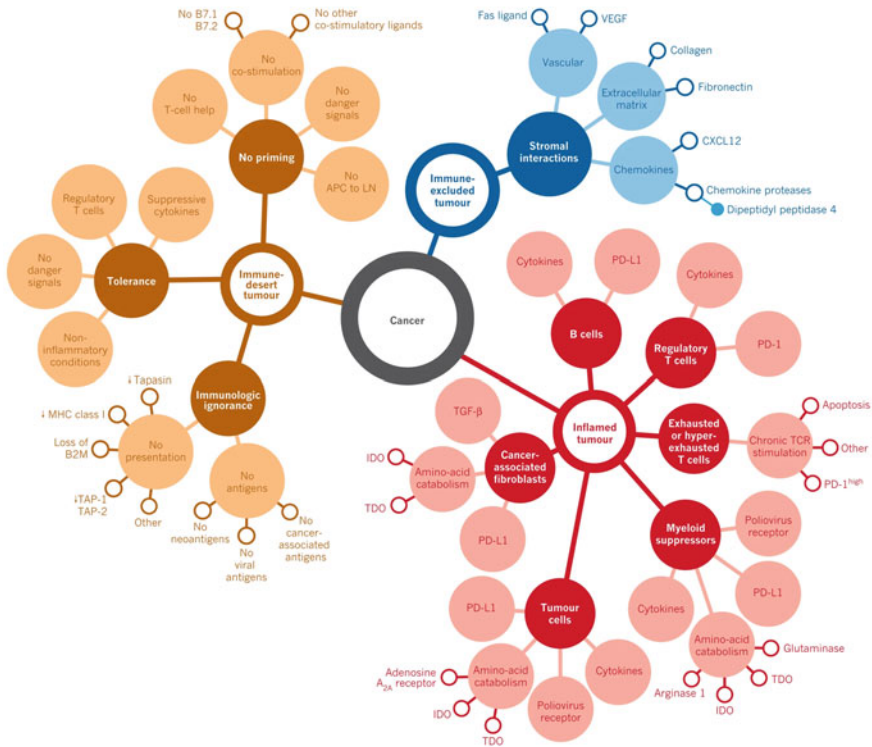 No B7.1
B7.2
No other
co-stimulatory ligands
No
co-stimulation
No
T-cell help
No
danger
signals
No priming
No
APC to LN
Regulatory
T cells
Suppressive
cytokines
No
danger
signals
Tolerance
Non-
inflammatory
conditions
Immune-
desert
tumour
Immunologic
ignorance
↓Tapasin
↓MHC class I
Loss of
B2M
↓TAP-1
TAP-2
Other
No
presentation
No
antigens
No
neoantigens
No
viral
antigens
No
cancer-
associated
antigens
Cancer
Immune-
excluded
tumour
Stromal
interactions
Fas ligand
VEGF
Vascular
Collagen
Extracellular
matrix
Fibronectin
CXCL12
Chemokines
Chemokine proteases
Dipeptidyl peptidase 4
Inflamed
tumour
Cytokines
PD-L1
B cells
Cytokines
Regulatory
T cells
PD-1
Exhausted
or hyper-
exhausted
T cells
Chronic TCR
stimulation
Apoptosis
Other
PD-1high
Myeloid
suppressors
Poliovirus
receptor
PD-L1
Cytokines
Amino-acid
catabolism
Glutaminase
TDO
IDO
Arginase 1
TGF-β
Cancer-
associated
fibroblasts
IDO
Amino-acid
catabolism
TDO
PD-L1
Tumour
cells
PD-L1
Amino-acid
catabolism
Adenosine
A2A receptor
IDO
TDO
Poliovirus
receptor
Cytokines